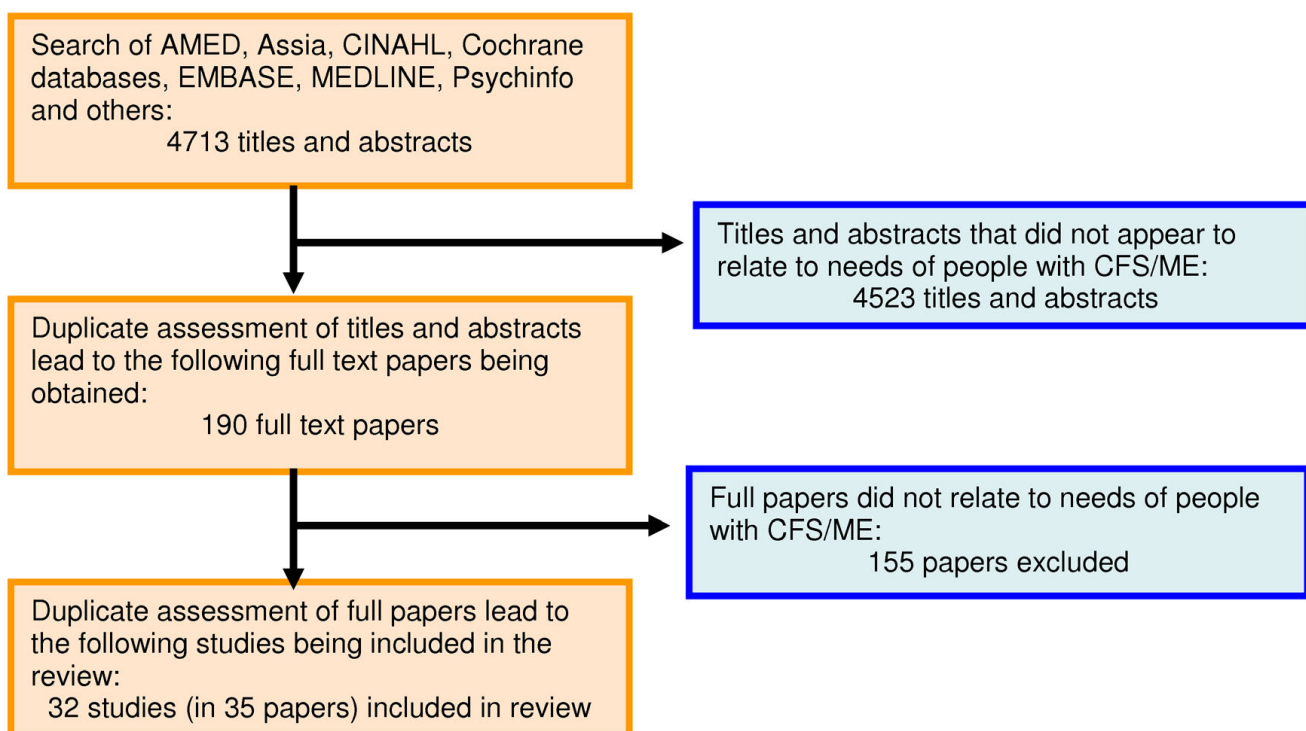 Search of AMED, Assia, CINAHL, Cochrane
databases, EMBASE, MEDLINE, Psychinfo
and others:
4713 titles and abstracts
Titles and abstracts that did not appear to
relate to needs of people with CFS/ME:
4523 titles and abstracts
Duplicate assessment of titles and abstracts
lead to the following full text papers being
obtained:
190 full text papers
Full papers did not relate to needs of people
with CFS/ME:
155 papers excluded
Duplicate assessment of full papers lead to
the following studies being included in the
review:
32 studies (in 35 papers) included in review